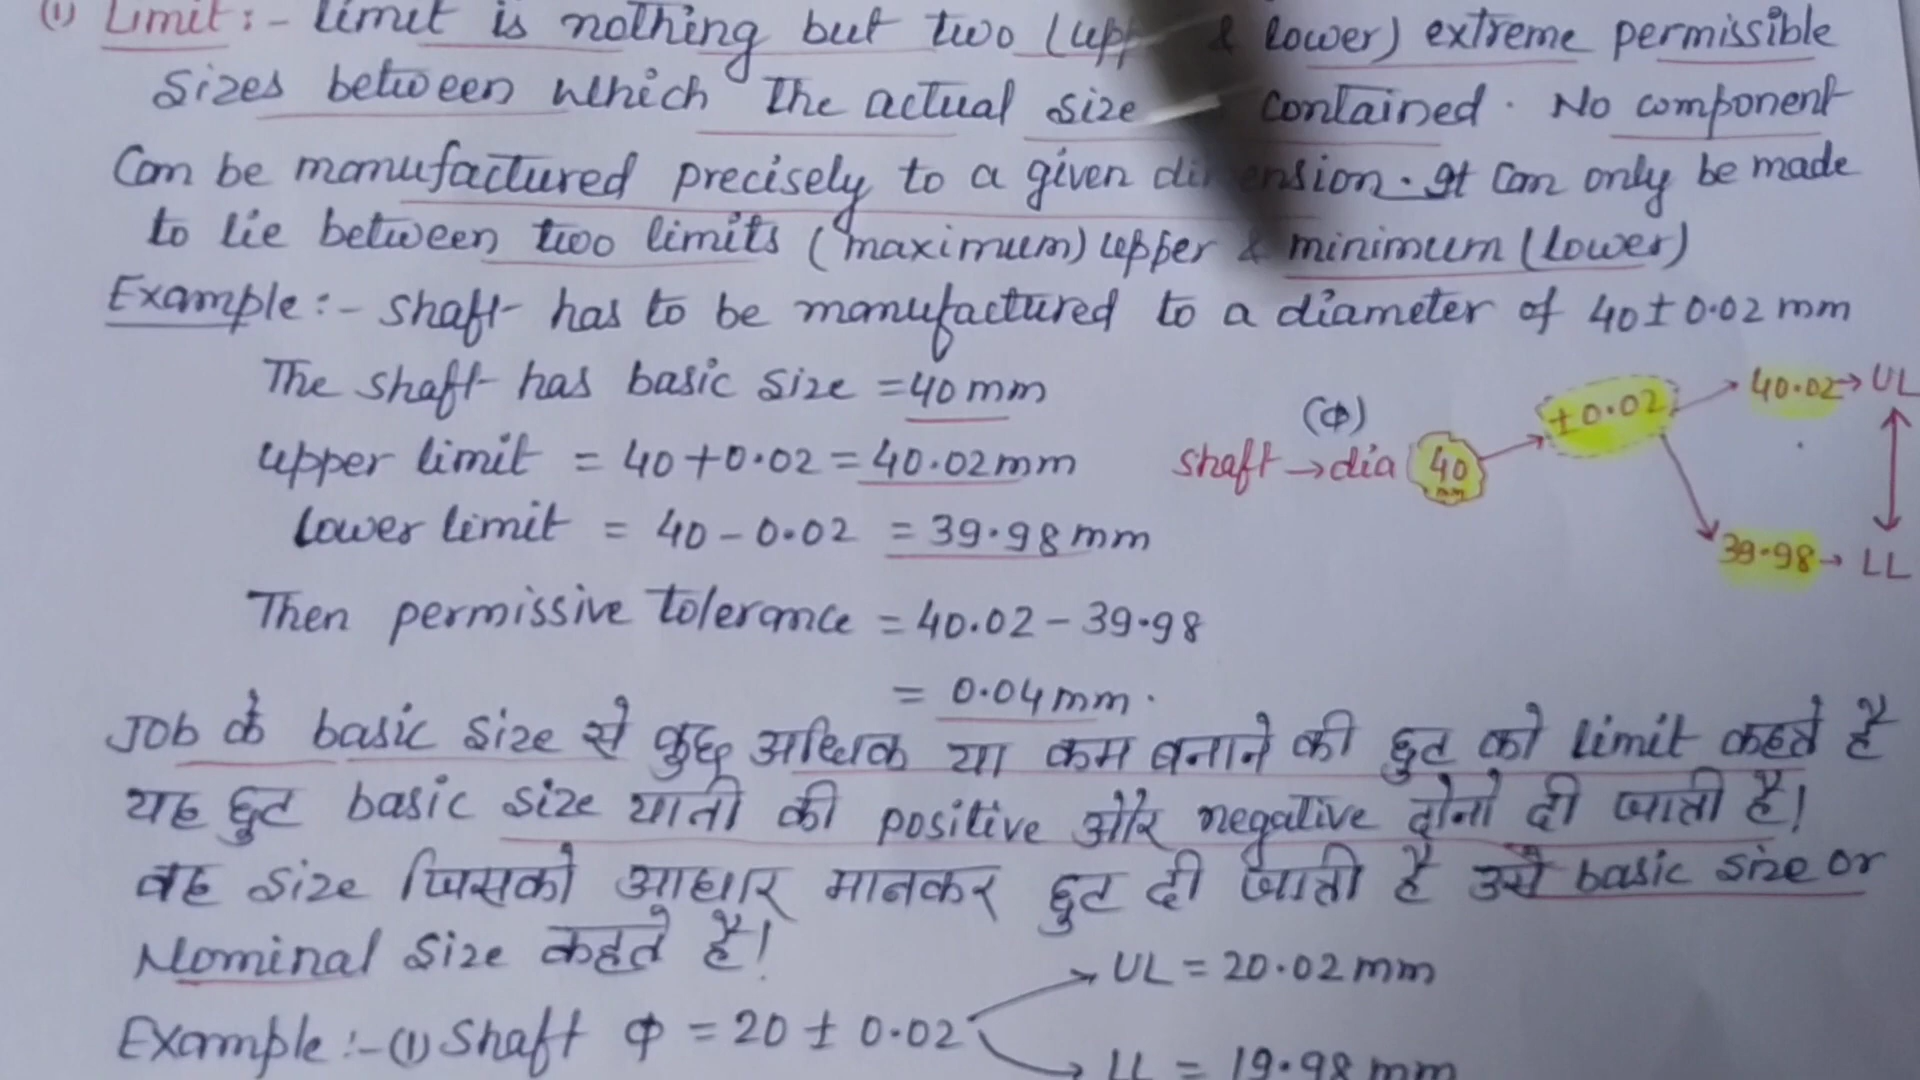 (1) Limit :- Limit is nothing but two (upp & lower) extreme permissible
Sizes between which the actual size contained. No component
Can be manufactured precisely to a given dimension. It can only be made
to lie between two limits (maximum) upper & minimum (lower)
Example :- shaft has to be manufactured to a diameter of 40 ± 0.02 mm
The shaft has basic size = 40 mm
upper limit = 40 + 0.02 = 40.02 mm
Lower limit = 40 - 0.02 = 39.98 mm
(Φ)
shaft → dia 40 mm
± 0.02
40.02 → UL
39.98 → LL
Then permissive tolerance = 40.02 - 39.98
= 0.04 mm.
Job के basic size से कुछ अधिक या कम बनाने की छुट को limit कहते हैं
यह छुट basic size यानी की positive और negative दोनों दी जाती है!
वह size जिसको आधार मानकर छुट दी जाती है उसे basic size or
Nominal size कहते हैं!
Example :- (1) Shaft Φ = 20 ± 0.02
UL = 20.02 mm
LL = 19.98 mm